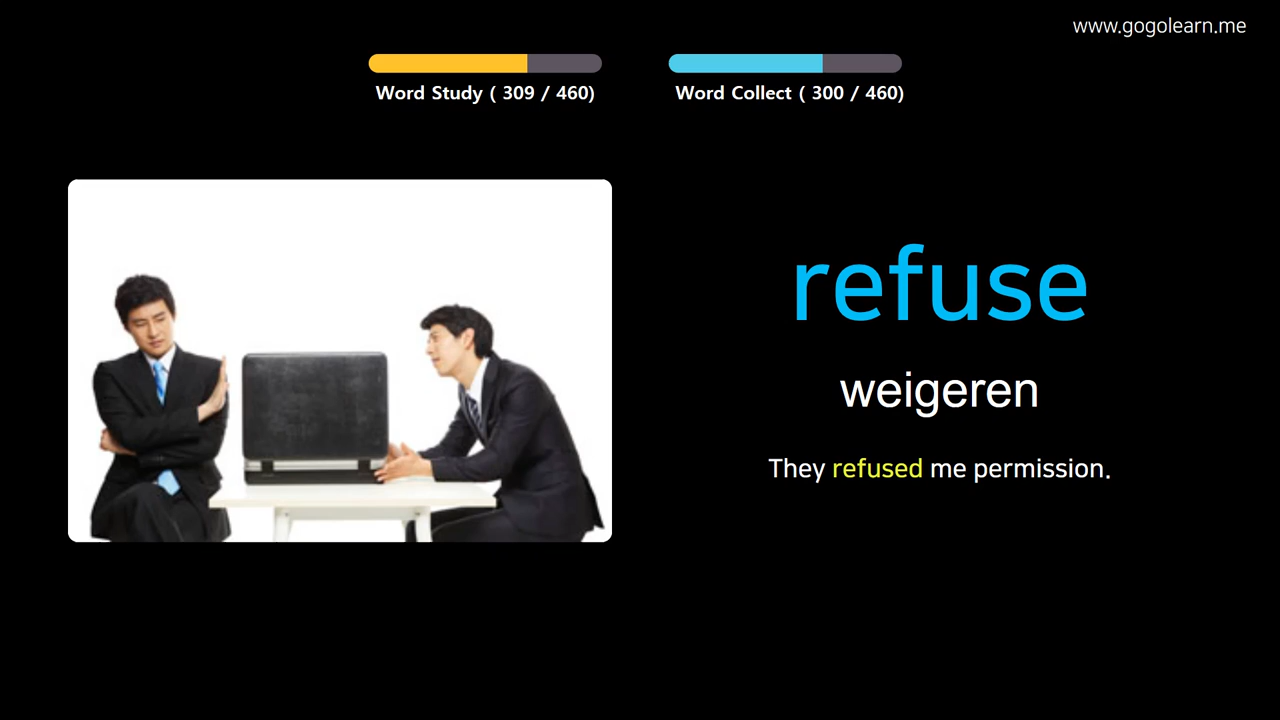 www.gogolearn.me
Word Study ( 309 / 460)
Word Collect ( 300 / 460)
refuse
weigeren
They refused me permission.